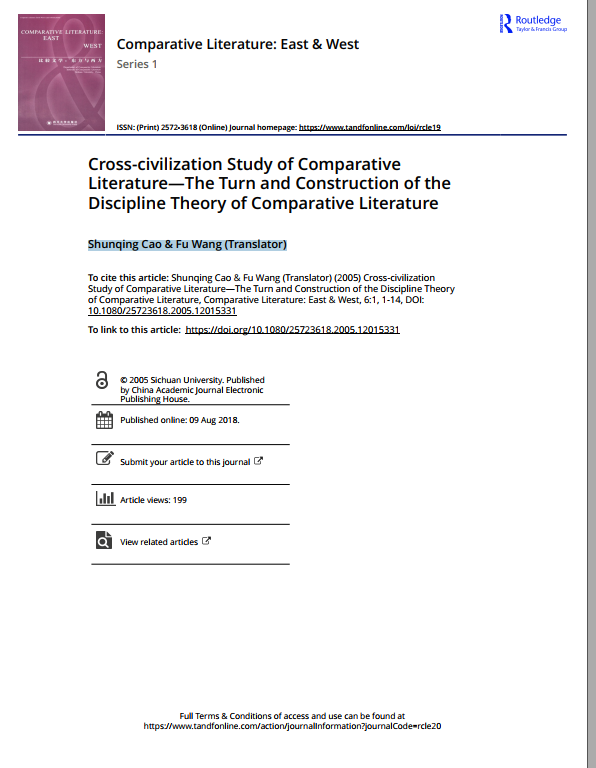 COMPARATIVE LITERATURE:
EAST
WEST
比较文学：东方与西方
Routledge
Taylor & Francis Group
Comparative Literature: East & West
Series 1
ISSN: (Print) 2572-3618 (Online) Journal homepage: https://www.tandfonline.com/loi/rcle19
Cross-civilization Study of Comparative
Literature—The Turn and Construction of the
Discipline Theory of Comparative Literature
Shunqing Cao & Fu Wang (Translator)
To cite this article: Shunqing Cao & Fu Wang (Translator) (2005) Cross-civilization
Study of Comparative Literature—The Turn and Construction of the Discipline Theory
of Comparative Literature, Comparative Literature: East & West, 6:1, 1-14, DOI:
10.1080/25723618.2005.12015331
To link to this article: https://doi.org/10.1080/25723618.2005.12015331
© 2005 Sichuan University. Published
by China Academic Journal Electronic
Publishing House.
Published online: 09 Aug 2018.
Submit your article to this journal
Article views: 199
View related articles
Full Terms & Conditions of access and use can be found at
https://www.tandfonline.com/action/journalInformation?journalCode=rcle20